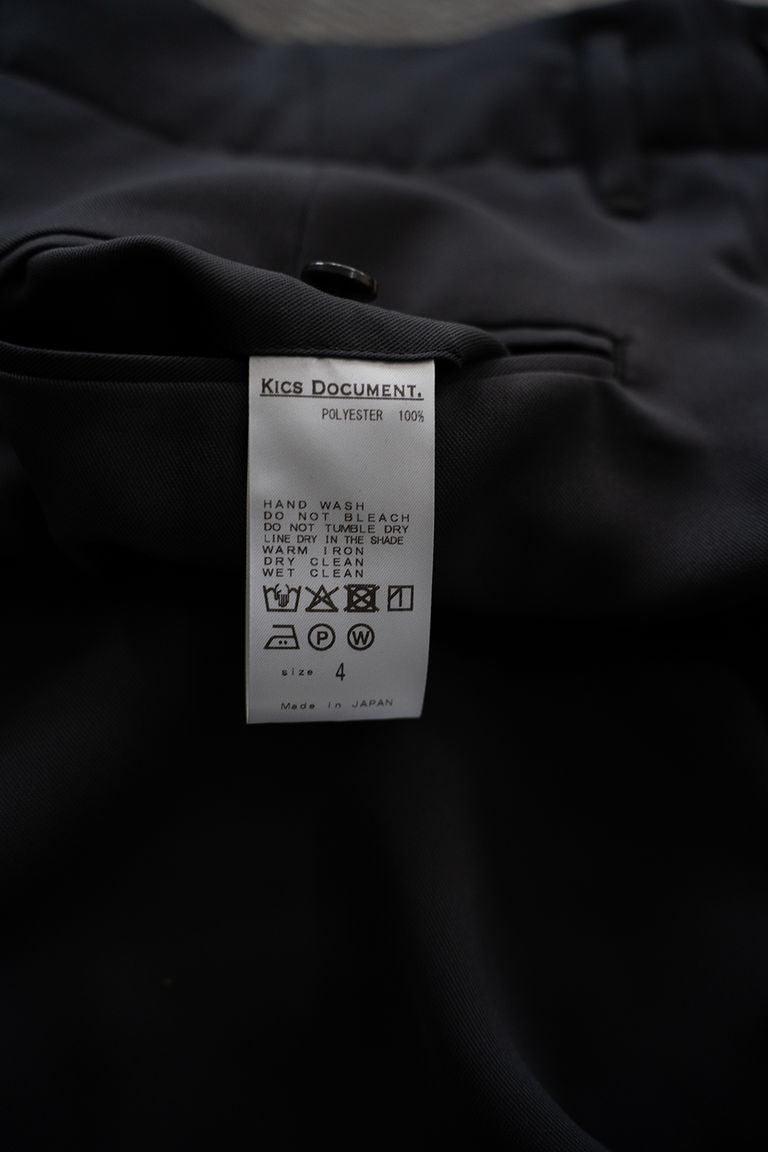 KICS DOCUMENT.
POLYESTER 100%
HAND WASH
DO NOT BLEACH
DO NOT TUMBLE DRY
LINE DRY IN THE SHADE
WARM IRON
DRY CLEAN
WET CLEAN
P W
size 4
Made in JAPAN